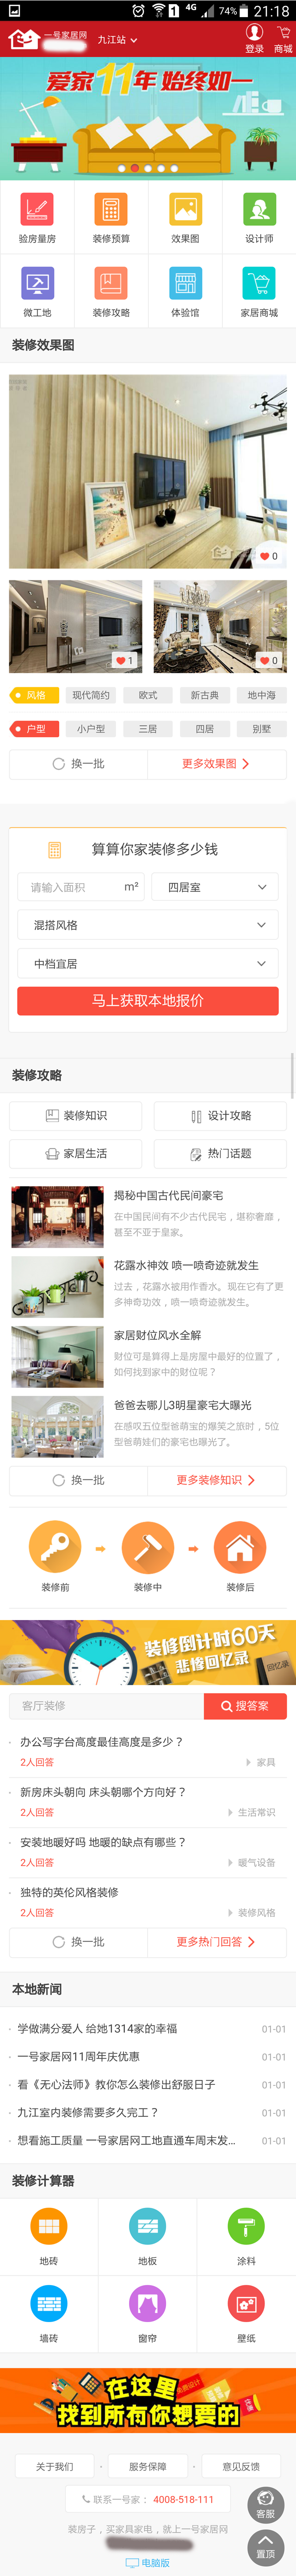 4G 74% 21:18
一号家居网
九江站
登录 商城
爱家11年 始终如一
验房量房 装修预算 效果图 设计师
微工地 装修攻略 体验馆 家居商城
装修效果图
0
1 0
风格 现代简约 欧式 新古典 地中海
户型 小户型 三居 四居 别墅
换一批 更多效果图
算算你家装修多少钱
请输入面积 m² 四居室
混搭风格
中档宜居
马上获取本地报价
装修攻略
装修知识 设计攻略
家居生活 热门话题
揭秘中国古代民间豪宅
在中国民间有不少古代民宅，堪称奢靡，
甚至不亚于皇家。
花露水神效 喷一喷奇迹就发生
过去，花露水被用作香水。现在它有了更
多神奇功效，喷一喷奇迹就发生。
家居财位风水全解
财位可是算得上是房屋中最好的位置了，
如何找到家中的财位呢？
爸爸去哪儿3明星豪宅大曝光
在感叹五位型爸萌宝的爆笑之旅时，5位
型爸萌娃们的豪宅也曝光了。
换一批 更多装修知识
装修前 装修中 装修后
装修倒计时60天
悲惨回忆录
回忆录
客厅装修 搜答案
办公写字台高度最佳高度是多少？
2人回答 家具
新房床头朝向 床头朝哪个方向好？
2人回答 生活常识
安装地暖好吗 地暖的缺点有哪些？
2人回答 暖气设备
独特的英伦风格装修
2人回答 装修风格
换一批 更多热门回答
本地新闻
学做满分爱人 给她1314家的幸福 01-01
一号家居网11周年庆优惠 01-01
看《无心法师》教你怎么装修出舒服日子 01-01
九江室内装修需要多久完工？ 01-01
想看施工质量 一号家居网工地直通车周末发... 01-01
装修计算器
地砖 地板 涂料
墙砖 窗帘 壁纸
在这里
找到所有你想要的
关于我们 服务保障 意见反馈
联系一号家： 4008-518-111
客服
装房子，买家具家电，就上一号家居网
置顶
电脑版